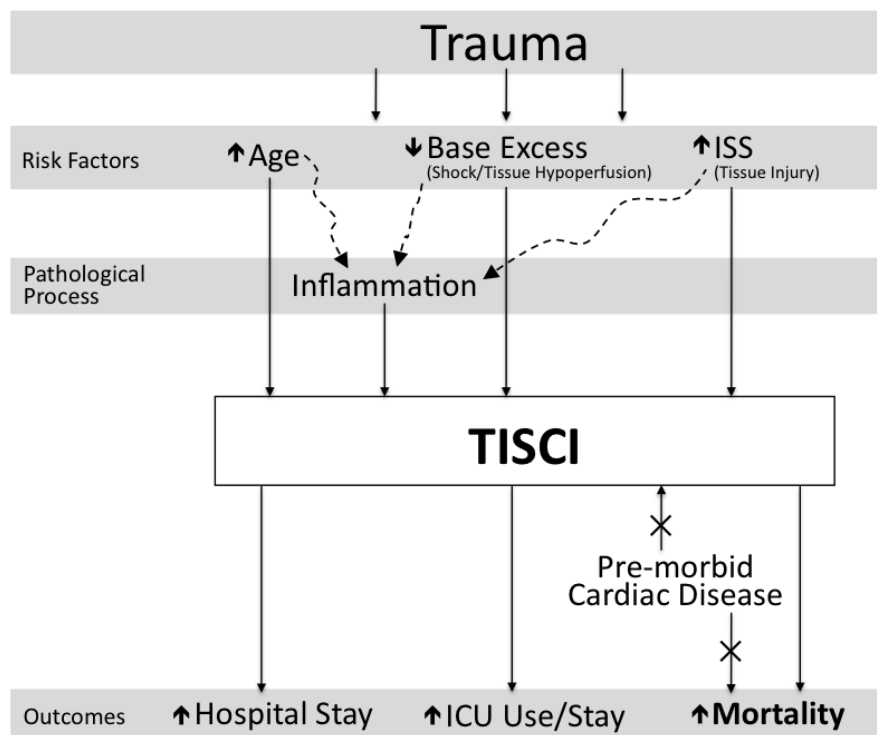 Trauma
Risk Factors
Age
Base Excess
(Shock/Tissue Hypoperfusion)
ISS
(Tissue Injury)
Pathological
Process
Inflammation
TISCI
Pre-morbid
Cardiac Disease
Outcomes
Hospital Stay
ICU Use/Stay
Mortality